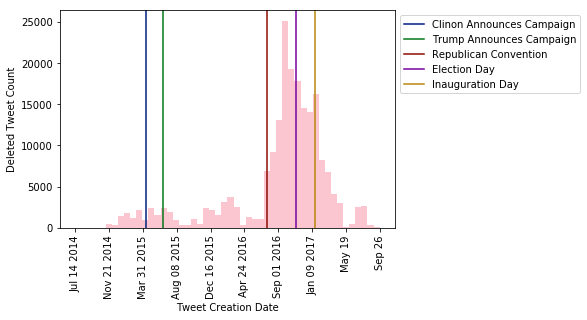 25000
20000
15000
10000
5000
0
Deleted Tweet Count
Jul 14 2014
Nov 21 2014
Mar 31 2015
Aug 08 2015
Dec 16 2015
Apr 24 2016
Sep 01 2016
Jan 09 2017
May 19
Sep 26
Tweet Creation Date
Clinon Announces Campaign
Trump Announces Campaign
Republican Convention
Election Day
Inauguration Day